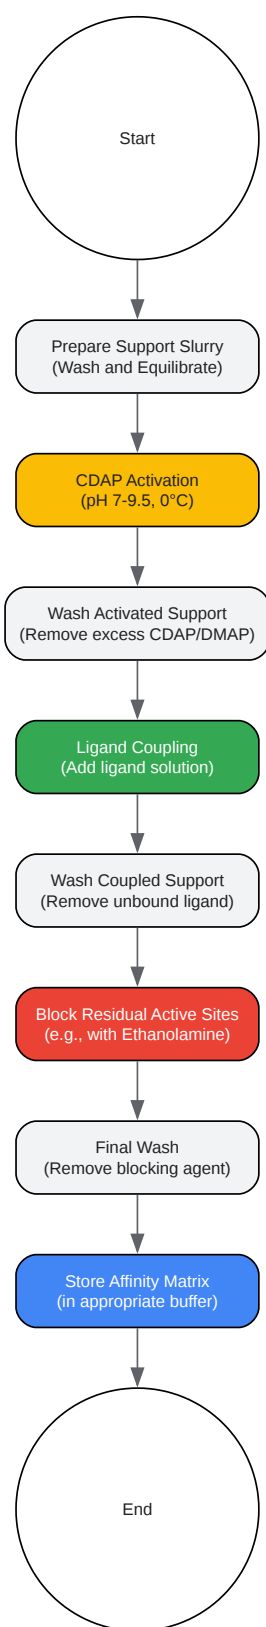 Start
Prepare Support Slurry
(Wash and Equilibrate)
CDAP Activation
(pH 7-9.5, 0°C)
Wash Activated Support
(Remove excess CDAP/DMAP)
Ligand Coupling
(Add ligand solution)
Wash Coupled Support
(Remove unbound ligand)
Block Residual Active Sites
(e.g., with Ethanolamine)
Final Wash
(Remove blocking agent)
Store Affinity Matrix
(in appropriate buffer)
End